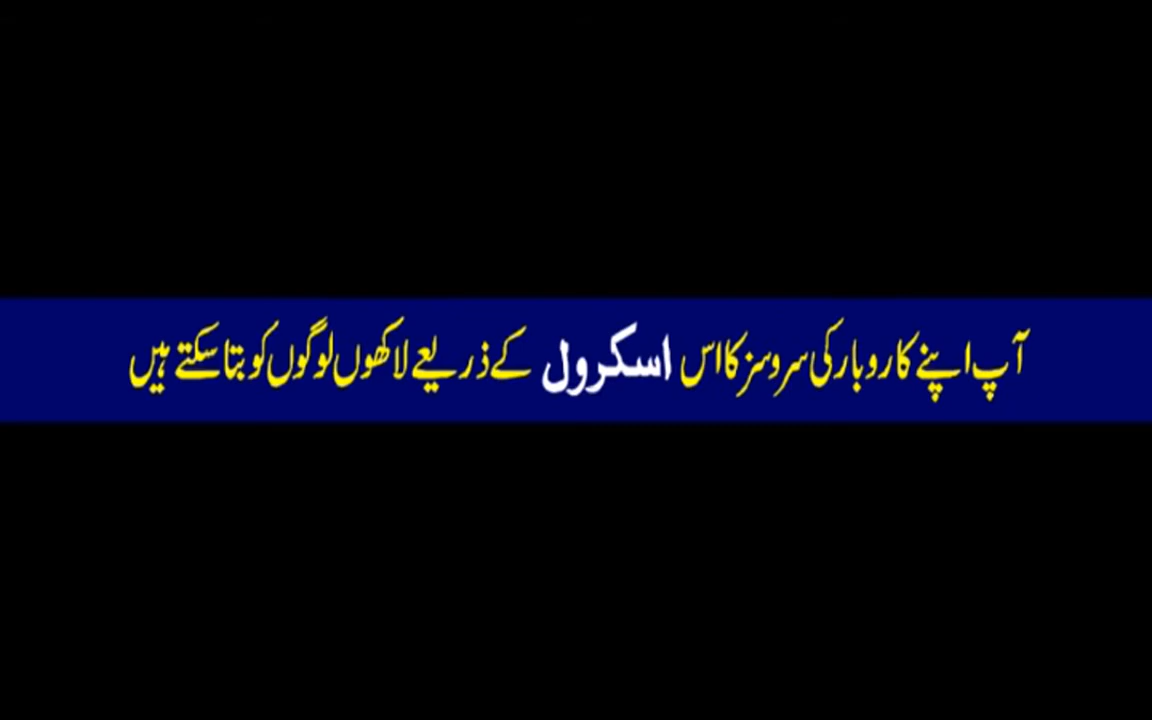 آپ اپنے کاروبار کی سروسز کا اس اسکرول کے ذریعے لاکھوں لوگوں کو بتا سکتے ہیں